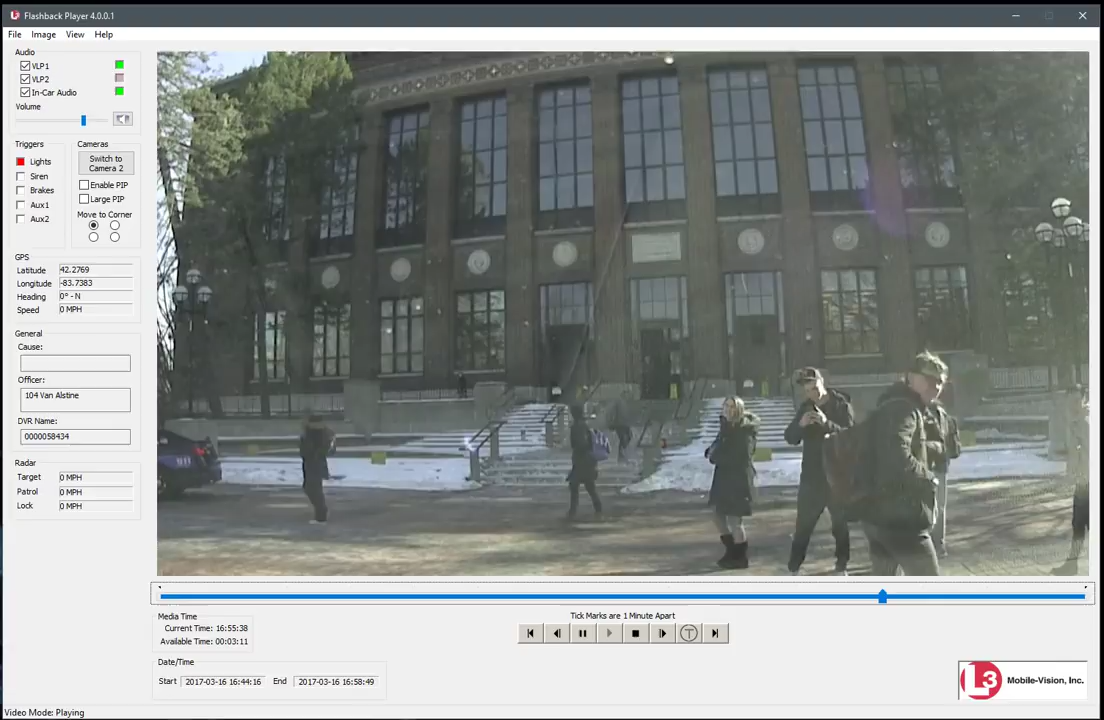 Flashback Player 4.0.0.1
File Image View Help
Audio
VLP1
VLP2
In-Car Audio
Volume
Triggers
Lights
Siren
Brakes
Aux1
Aux2
Cameras
Switch to
Camera 2
Enable PIP
Large PIP
Move to Corner
GPS
Latitude 42.2769
Longitude -83.7383
Heading 0° - N
Speed 0 MPH
General
Cause:
Officer:
104 Van Alstine
DVR Name:
0000058434
Radar
Target 0 MPH
Patrol 0 MPH
Lock 0 MPH
Tick Marks are 1 Minute Apart
Media Time
Current Time: 16:55:38
Available Time: 00:03:11
T
Date/Time
Start 2017-03-16 16:44:16 End 2017-03-16 16:58:49
L3 Mobile-Vision, Inc.
Video Mode: Playing